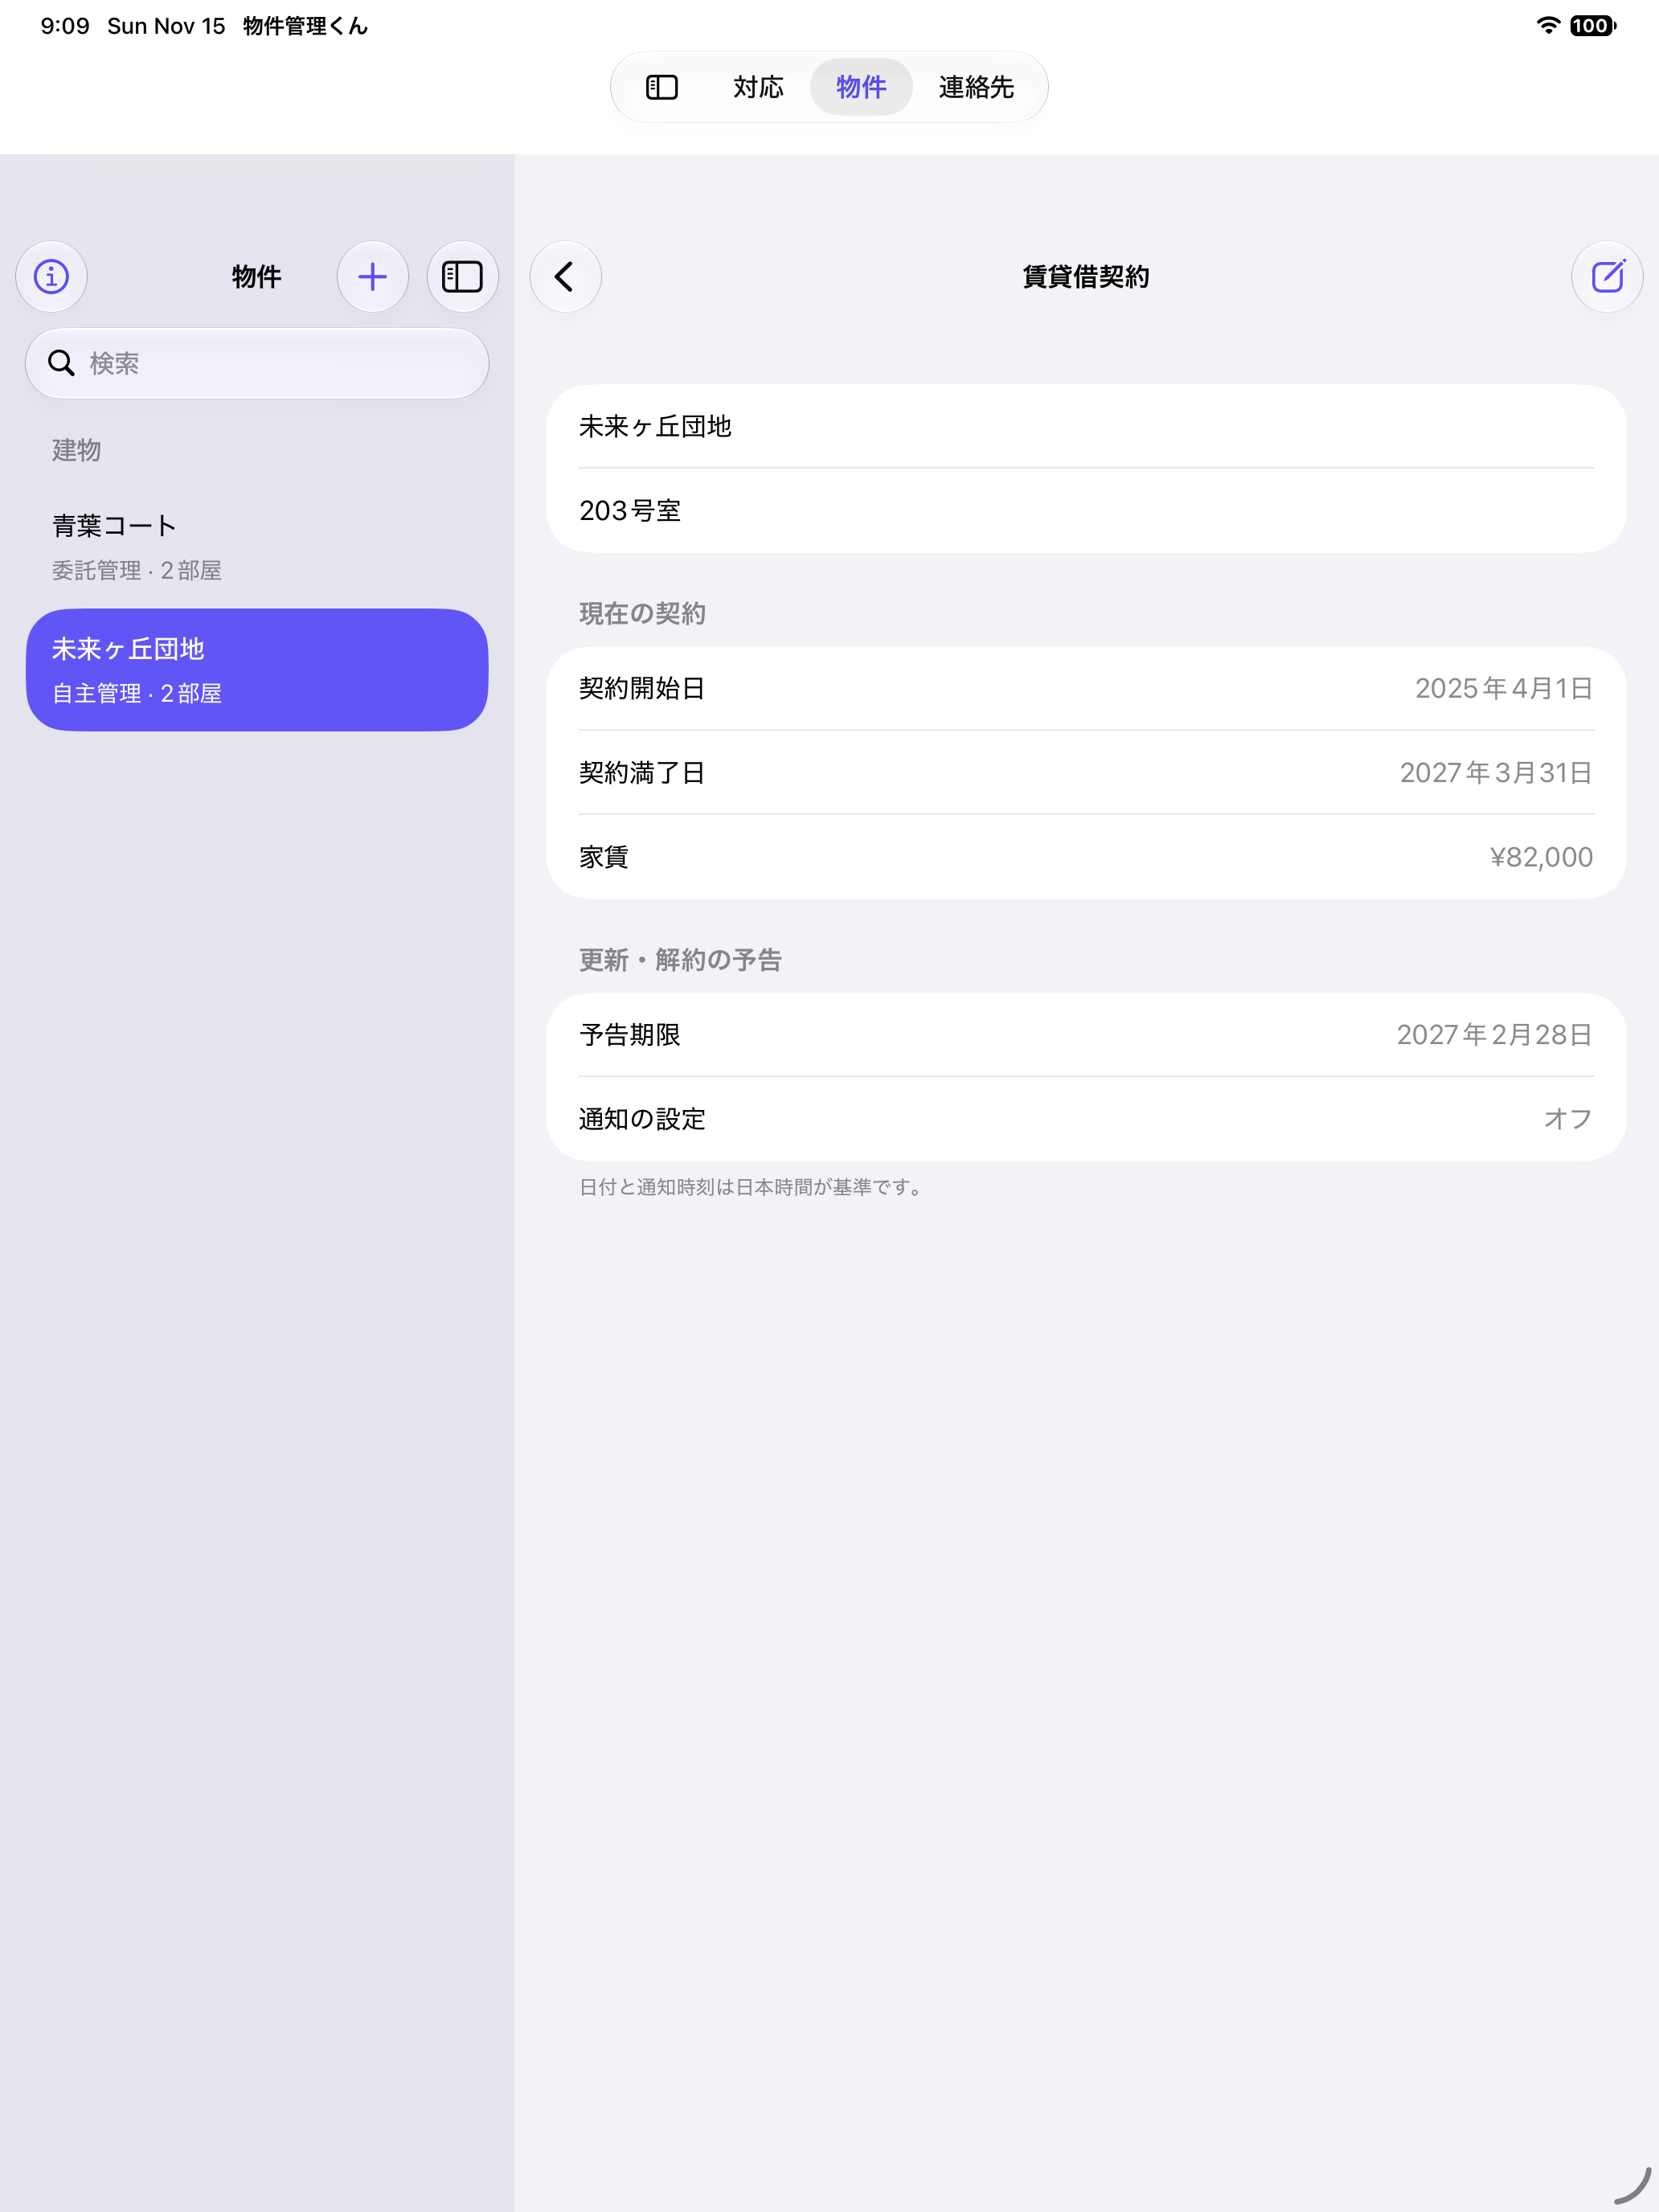 9:09 Sun Nov 15 物件管理くん
100
対応 物件 連絡先
物件
検索
建物
青葉コート
委託管理 · 2部屋
未来ヶ丘団地
自主管理 · 2部屋
賃貸借契約
未来ヶ丘団地
203号室
現在の契約
契約開始日 2025年4月1日
契約満了日 2027年3月31日
家賃 ¥82,000
更新・解約の予告
予告期限 2027年2月28日
通知の設定 オフ
日付と通知時刻は日本時間が基準です。